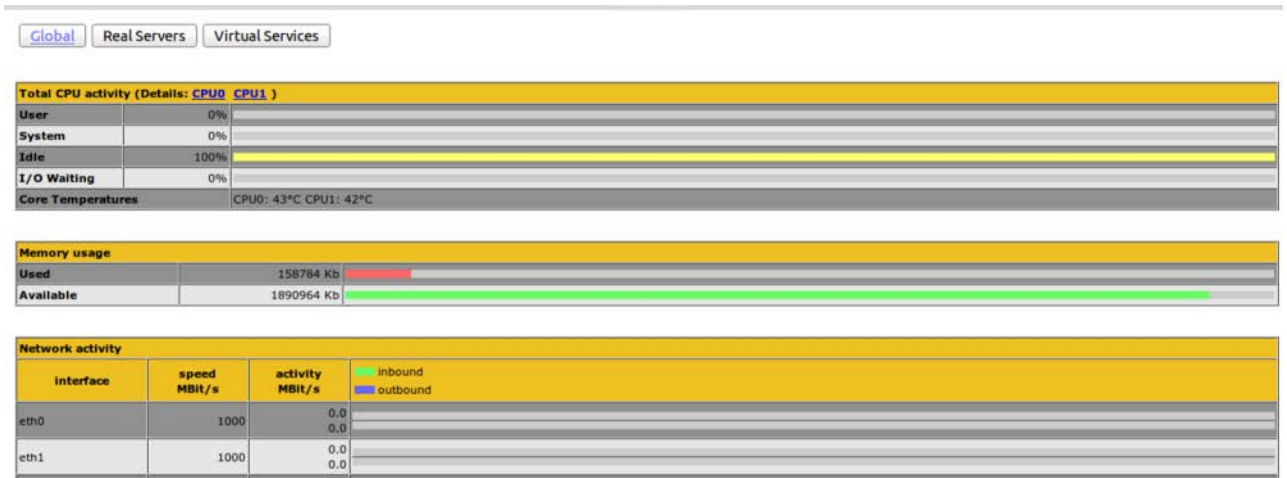 Global Real Servers Virtual Services
Total CPU activity (Details: CPU0 CPU1 )
User 0%
System 0%
Idle 100%
I/O Waiting 0%
Core Temperatures CPU0: 43°C CPU1: 42°C
Memory usage
Used 158784 Kb
Available 1890964 Kb
Network activity
interface speed MBit/s activity MBit/s inbound outbound
eth0 1000 0.0
0.0
eth1 1000 0.0
0.0